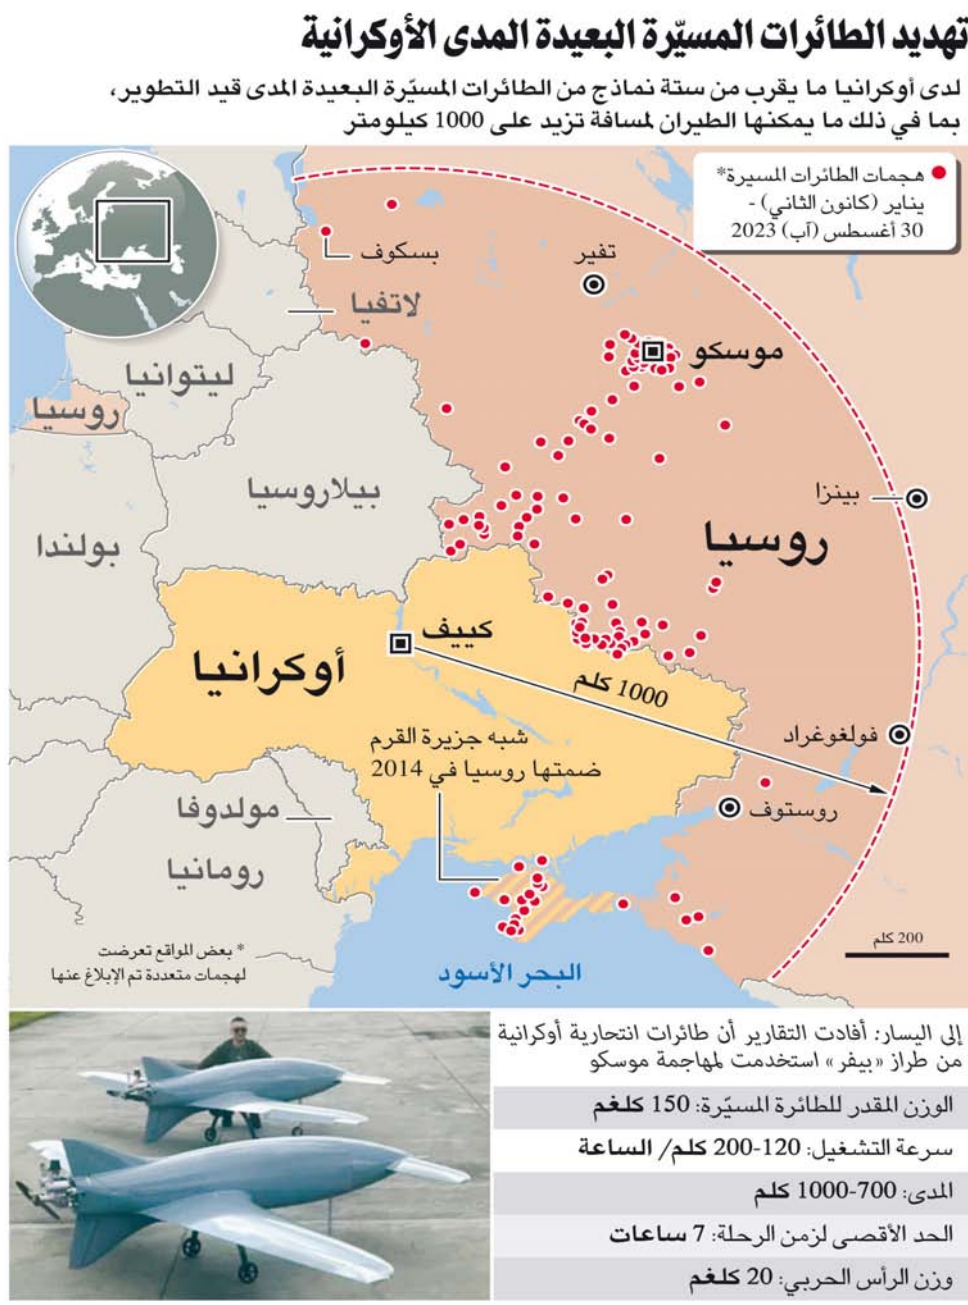 تهديد الطائرات المسيّرة البعيدة المدى الأوكرانية
لدى أوكرانيا ما يقرب من ستة نماذج من الطائرات المسيّرة البعيدة المدى قيد التطوير،
بما في ذلك ما يمكنها الطيران لمسافة تزيد على 1000 كيلومتر
هجمات الطائرات المسيرة*
يناير (كانون الثاني) -
30 أغسطس (آب) 2023
تفير
بسكوف
لاتفيا
موسكو
ليتوانيا
روسيا
بينزا
بيلاروسيا
روسيا
بولندا
كييف
أوكرانيا
1000 كلم
فولغوغراد
شبه جزيرة القرم
ضمتها روسيا في 2014
روستوف
مولدوفا
رومانيا
200 كلم
* بعض المواقع تعرضت
لهجمات متعددة تم الإبلاغ عنها
البحر الأسود
إلى اليسار: أفادت التقارير أن طائرات انتحارية أوكرانية
من طراز «بيفر» استخدمت لمهاجمة موسكو
الوزن المقدر للطائرة المسيّرة: 150 كلغم
سرعة التشغيل: 120-200 كلم/ الساعة
المدى: 700-1000 كلم
الحد الأقصى لزمن الرحلة: 7 ساعات
وزن الرأس الحربي: 20 كلغم